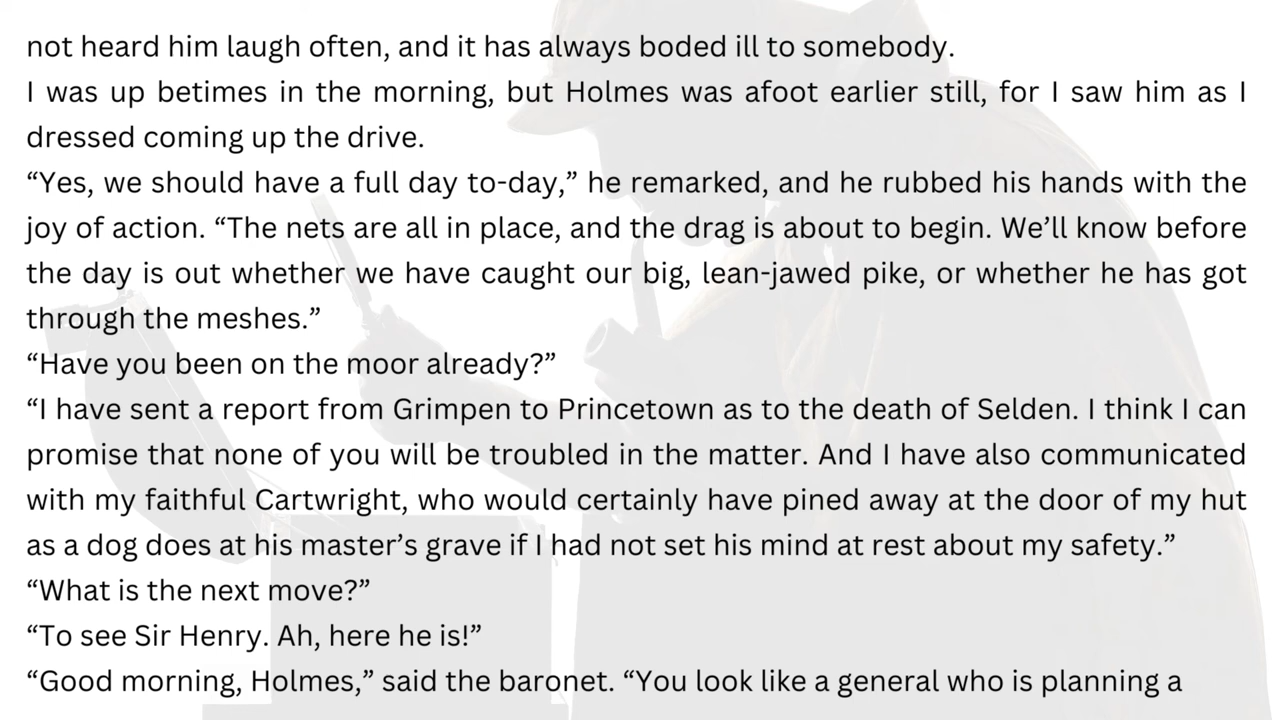 not heard him laugh often, and it has always boded ill to somebody.
I was up betimes in the morning, but Holmes was afoot earlier still, for I saw him as I
dressed coming up the drive.
“Yes, we should have a full day to-day,” he remarked, and he rubbed his hands with the
joy of action. “The nets are all in place, and the drag is about to begin. We’ll know before
the day is out whether we have caught our big, lean-jawed pike, or whether he has got
through the meshes.”
“Have you been on the moor already?”
“I have sent a report from Grimpen to Princetown as to the death of Selden. I think I can
promise that none of you will be troubled in the matter. And I have also communicated
with my faithful Cartwright, who would certainly have pined away at the door of my hut
as a dog does at his master’s grave if I had not set his mind at rest about my safety.”
“What is the next move?”
“To see Sir Henry. Ah, here he is!”
“Good morning, Holmes,” said the baronet. “You look like a general who is planning a